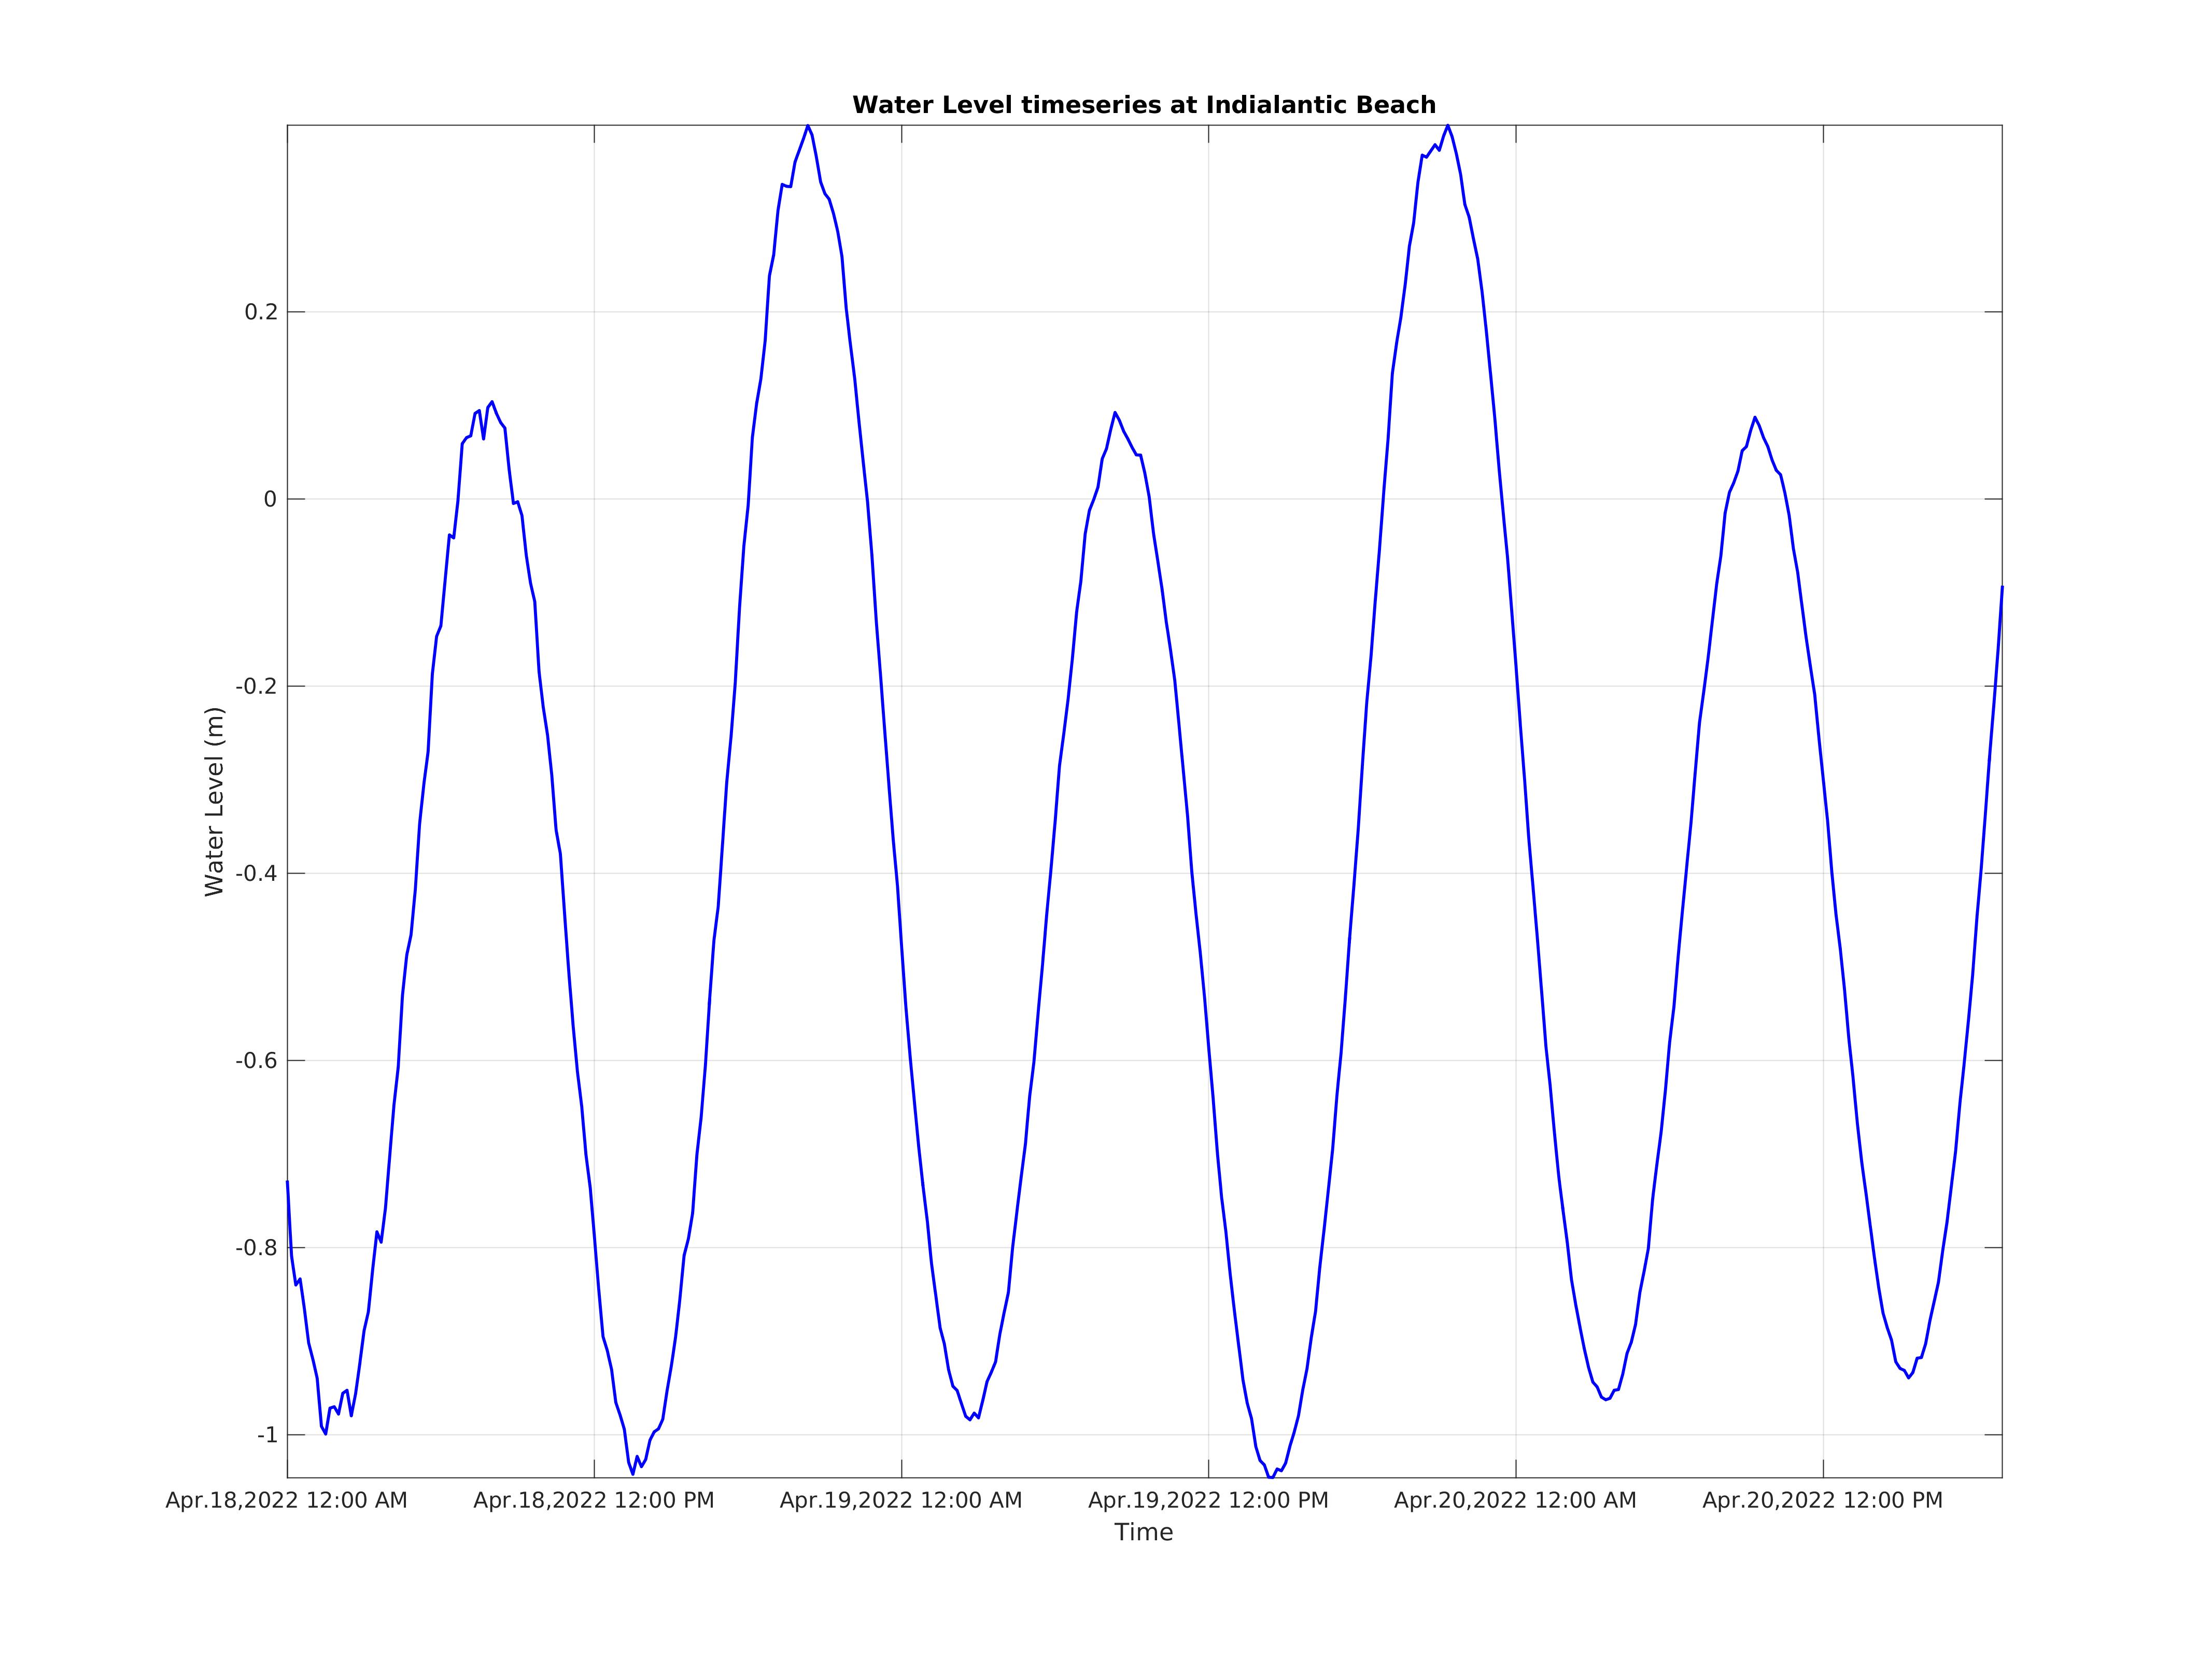 Water Level timeseries at Indialantic Beach
0.2
0
-0.2
-0.4
-0.6
-0.8
-1
Water Level (m)
Apr.18,2022 12:00 AM Apr.18,2022 12:00 PM Apr.19,2022 12:00 AM Apr.19,2022 12:00 PM Apr.20,2022 12:00 AM Apr.20,2022 12:00 PM
Time